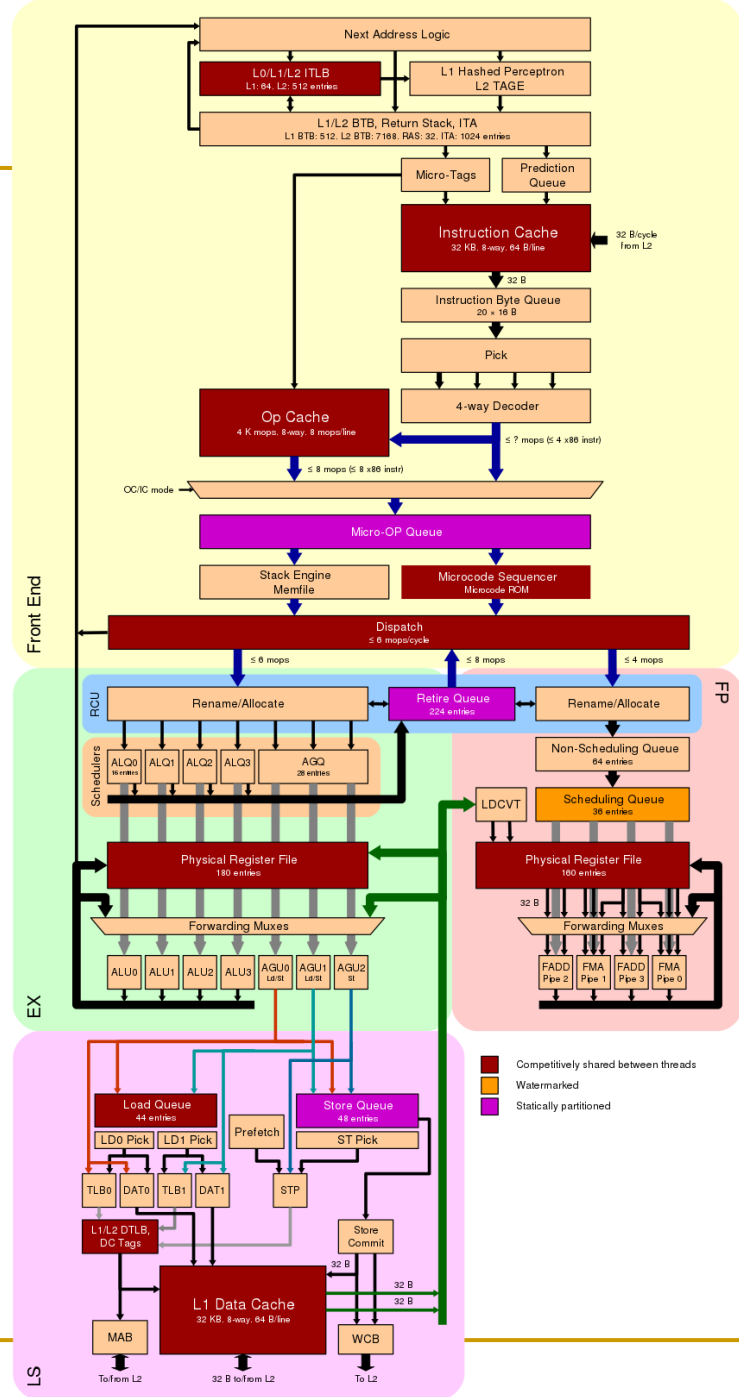 Next Address Logic
L0/L1/L2 ITLB
L1: 64. L2: 512 entries
L1 Hashed Perceptron
L2 TAGE
L1/L2 BTB, Return Stack, ITA
L1 BTB: 512. L2 BTB: 7168. RAS: 32. ITA: 1024 entries
Micro-Tags
Prediction
Queue
Instruction Cache
32 KB. 8-way. 64 B/line
32 B/cycle
from L2
32 B
Instruction Byte Queue
20 × 16 B
Pick
Op Cache
4 K mops. 8-way. 8 mops/line
4-way Decoder
≤ ? mops (≤ 4 x86 instr)
≤ 8 mops (≤ 8 x86 instr)
OC/IC mode
Micro-OP Queue
Stack Engine
Memfile
Microcode Sequencer
Microcode ROM
Dispatch
≤ 6 mops/cycle
Front End
≤ 6 mops
≤ 8 mops
≤ 4 mops
RCU
Rename/Allocate
Retire Queue
224 entries
Rename/Allocate
FP
Schedulers
ALQ0
16 entries
ALQ1
ALQ2
ALQ3
AGQ
28 entries
Non-Scheduling Queue
64 entries
LDCVT
Scheduling Queue
36 entries
Physical Register File
180 entries
Physical Register File
160 entries
32 B
Forwarding Muxes
Forwarding Muxes
ALU0
ALU1
ALU2
ALU3
AGU0
Ld/St
AGU1
Ld/St
AGU2
St
FADD
Pipe 2
FMA
Pipe 1
FADD
Pipe 3
FMA
Pipe 0
EX
Competitively shared between threads
Watermarked
Statically partitioned
Load Queue
44 entries
Store Queue
48 entries
LD0 Pick
LD1 Pick
Prefetch
ST Pick
TLB0
DAT0
TLB1
DAT1
STP
L1/L2 DTLB,
DC Tags
Store
Commit
32 B
L1 Data Cache
32 KB. 8-way. 64 B/line
32 B
32 B
MAB
WCB
LS
To/from L2
32 B to/from L2
To L2